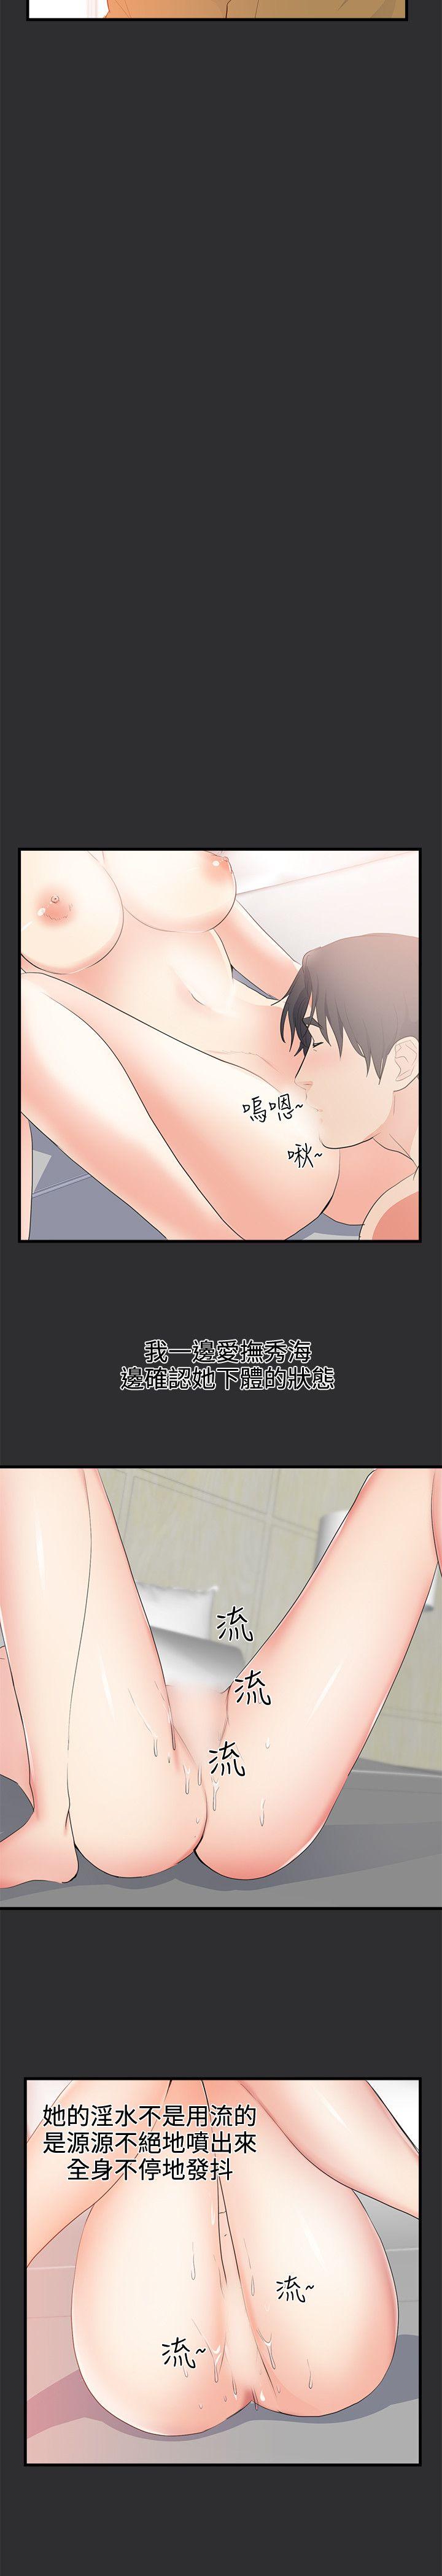 嗚嗯~
啾~
我一邊愛撫秀海
邊確認她下體的狀態
流
流
流
她的淫水不是用流的
是源源不絕地噴出來
全身不停地發抖
流~
流~